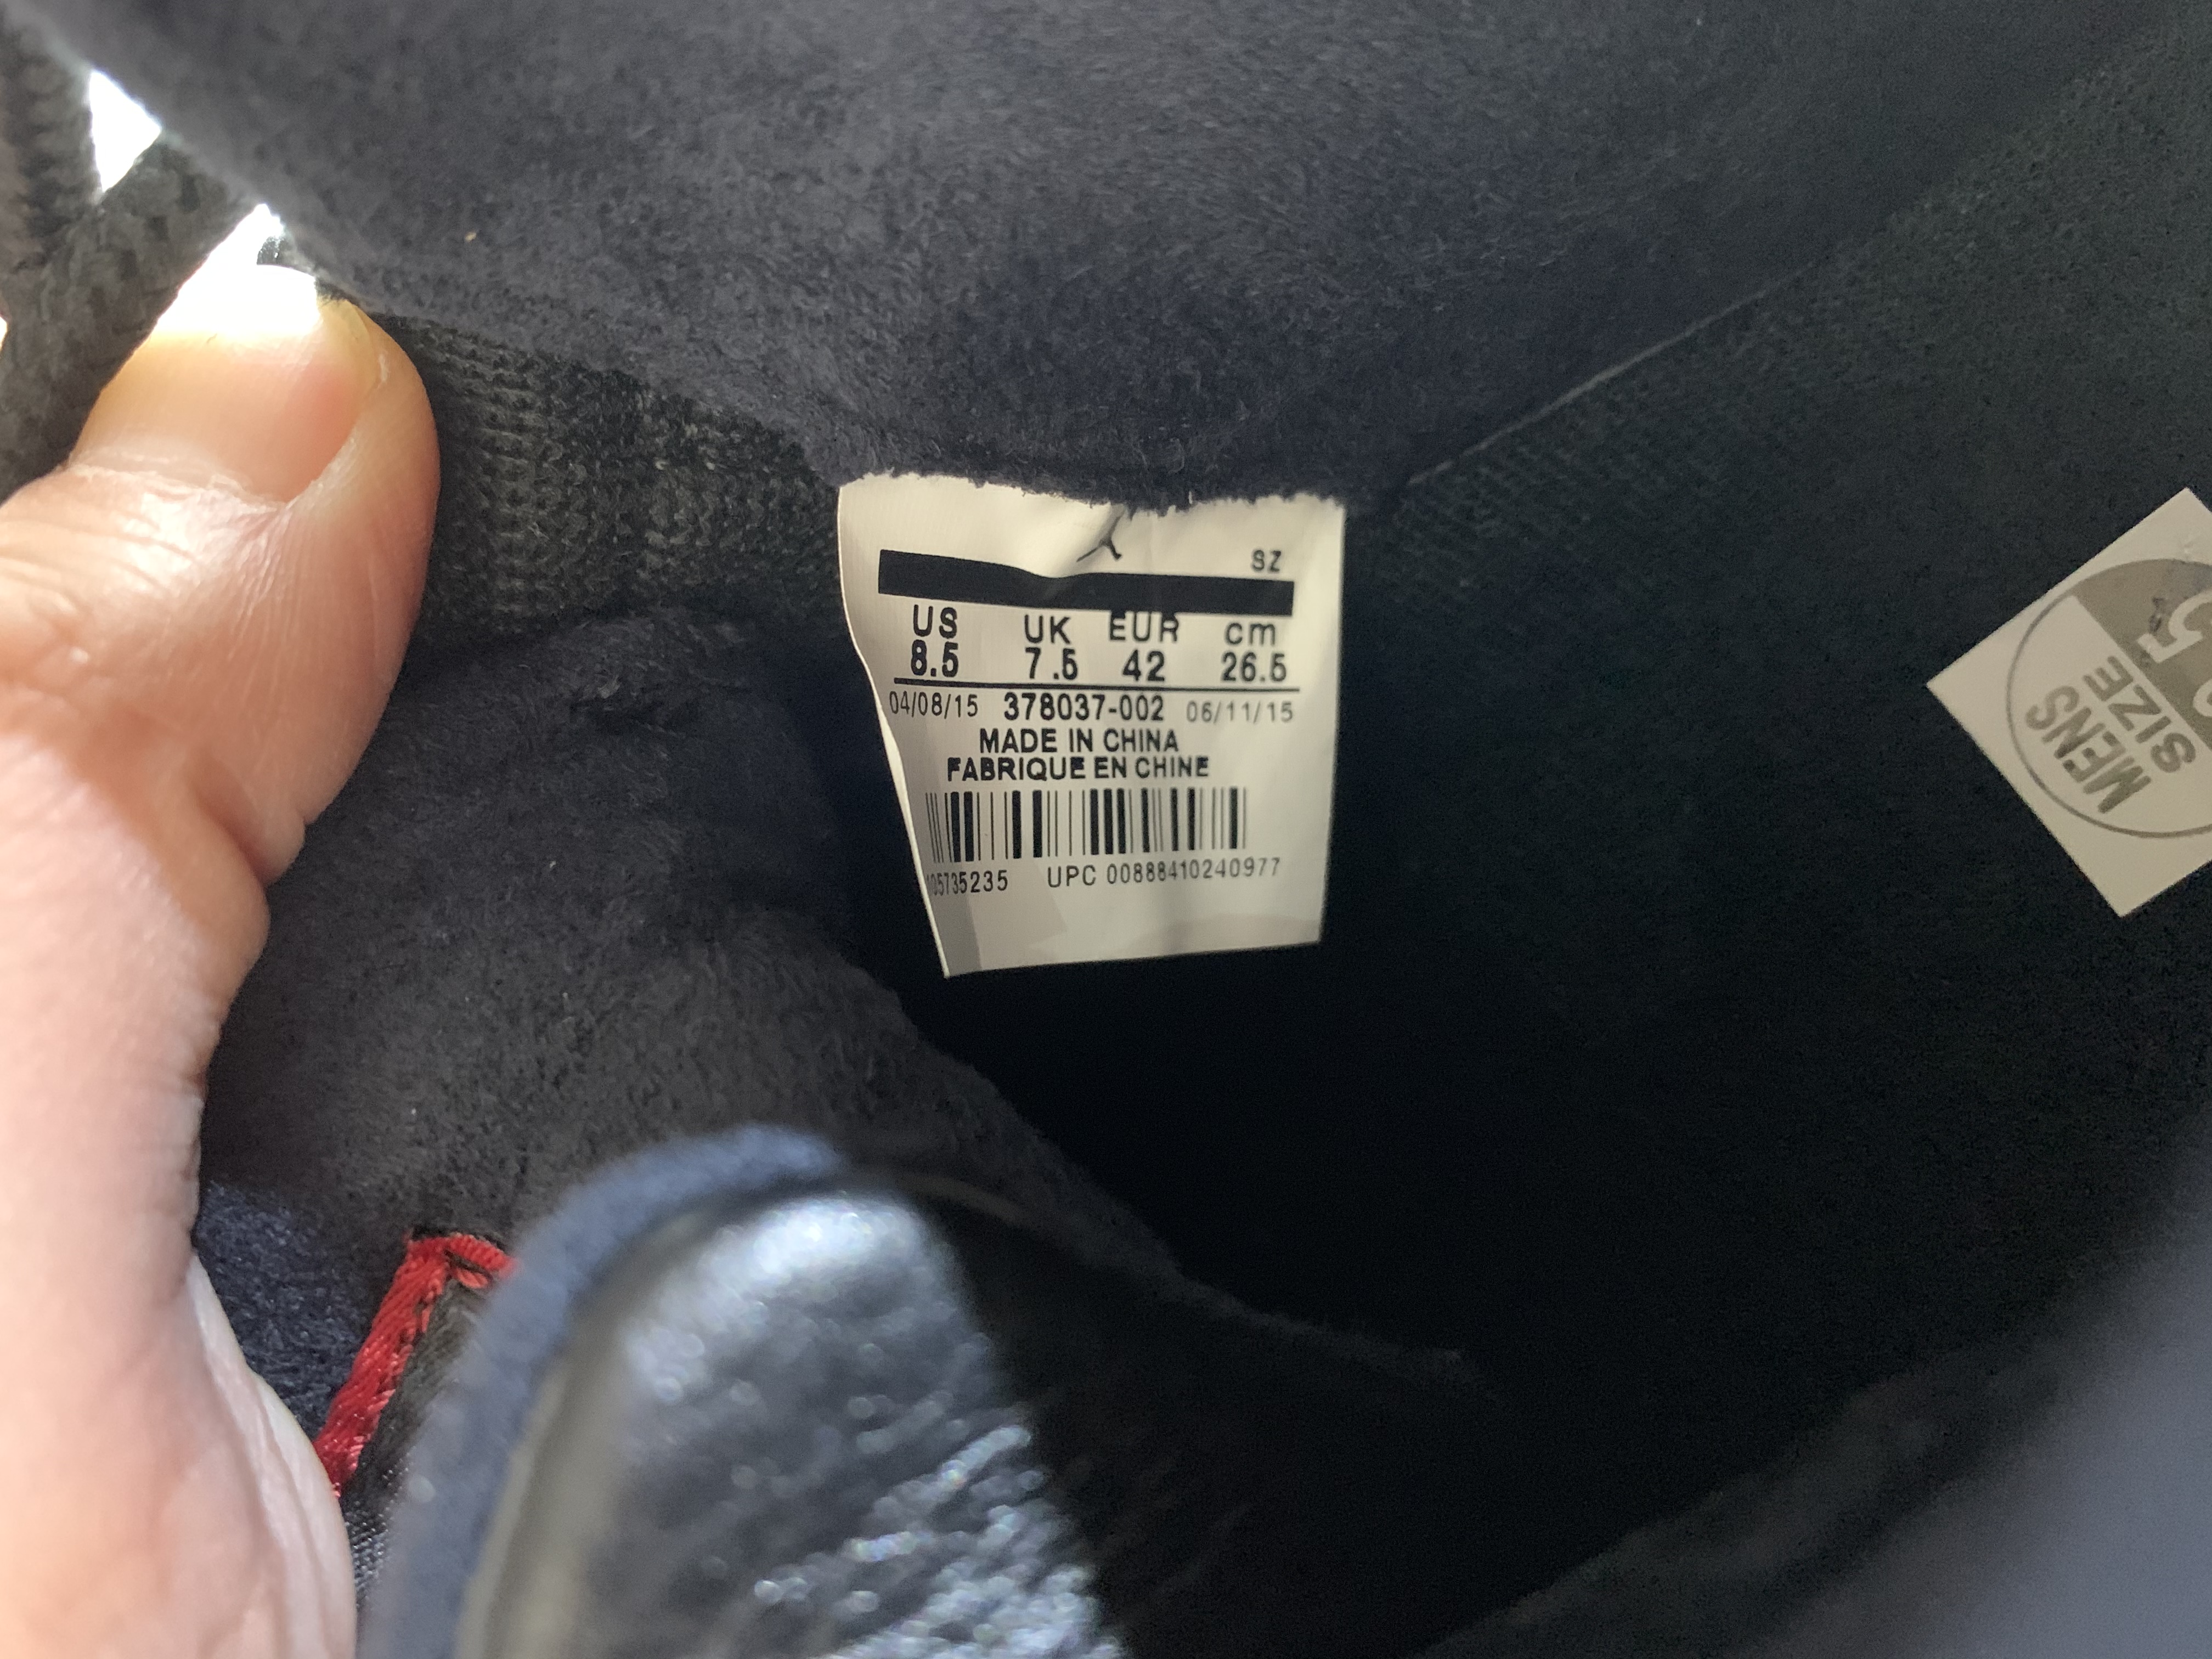 SZ
US UK EUR cm
8.5 7.5 42 26.5
04/08/15 378037-002 06/11/15
MADE IN CHINA
FABRIQUE EN CHINE
105735235 UPC 00888410240977
MENS
SIZE